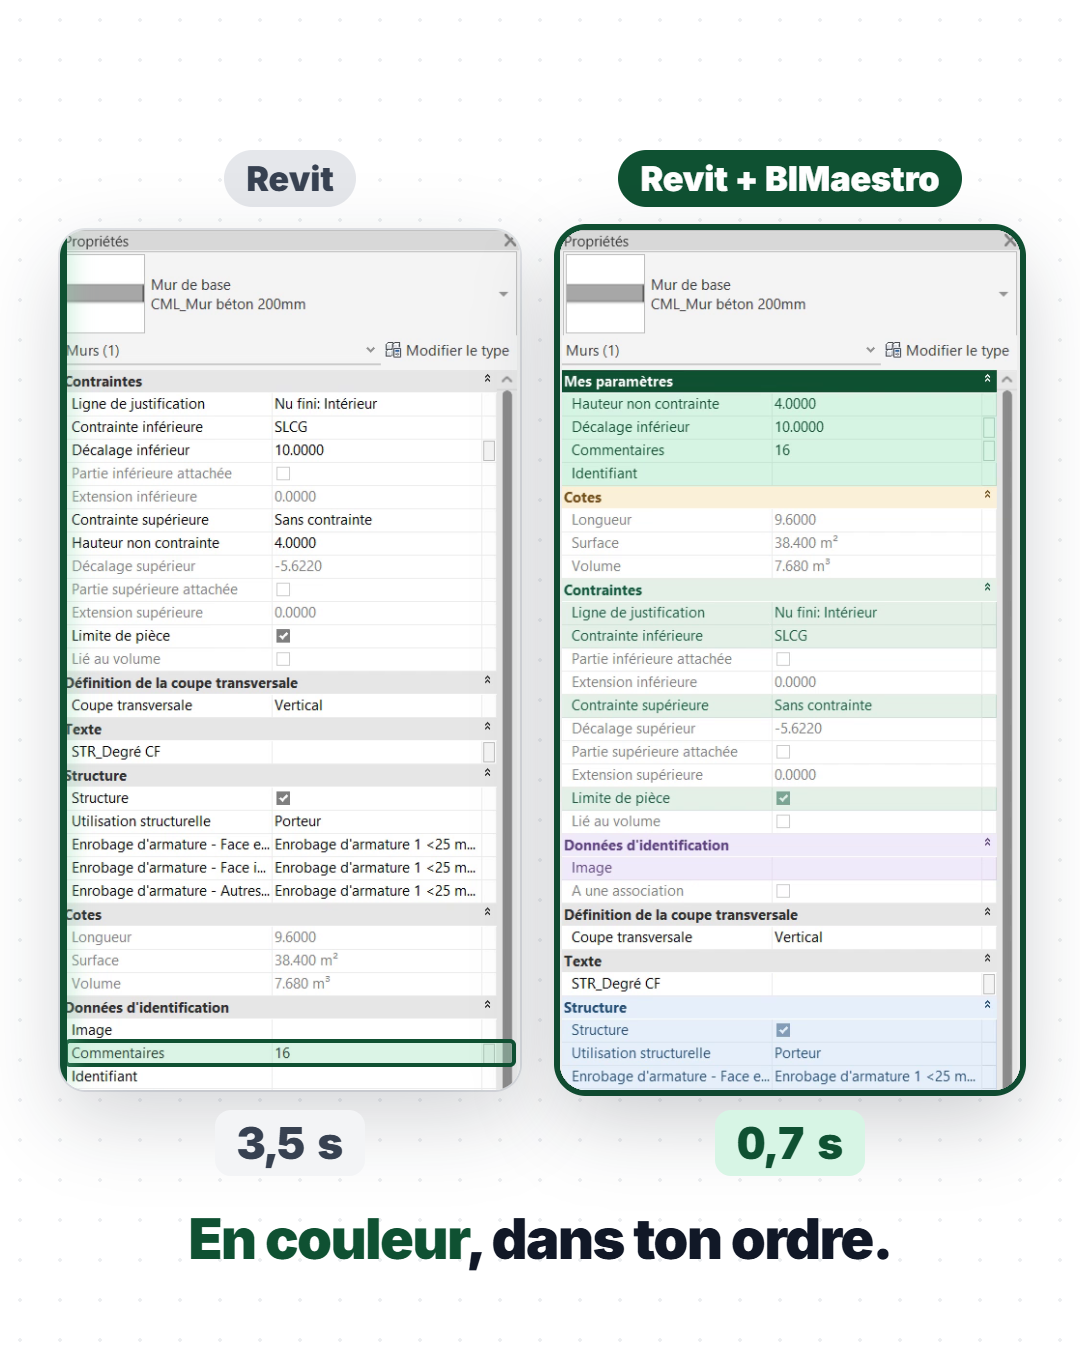 Revit
Propriétés
Mur de base
CML_Mur béton 200mm
Murs (1)
Modifier le type
Contraintes
Ligne de justification Nu fini: Intérieur
Contrainte inférieure SLCG
Décalage inférieur 10.0000
Partie inférieure attachée
Extension inférieure 0.0000
Contrainte supérieure Sans contrainte
Hauteur non contrainte 4.0000
Décalage supérieur -5.6220
Partie supérieure attachée
Extension supérieure 0.0000
Limite de pièce
Lié au volume
Définition de la coupe transversale
Coupe transversale Vertical
Texte
STR_Degré CF
Structure
Structure
Utilisation structurelle Porteur
Enrobage d'armature - Face e... Enrobage d'armature 1 <25 m...
Enrobage d'armature - Face i... Enrobage d'armature 1 <25 m...
Enrobage d'armature - Autres... Enrobage d'armature 1 <25 m...
Cotes
Longueur 9.6000
Surface 38.400 m²
Volume 7.680 m³
Données d'identification
Image
Commentaires 16
Identifiant
3,5 s
Revit + BIMaestro
Propriétés
Mur de base
CML_Mur béton 200mm
Murs (1)
Modifier le type
Mes paramètres
Hauteur non contrainte 4.0000
Décalage inférieur 10.0000
Commentaires 16
Identifiant
Cotes
Longueur 9.6000
Surface 38.400 m²
Volume 7.680 m³
Contraintes
Ligne de justification Nu fini: Intérieur
Contrainte inférieure SLCG
Partie inférieure attachée
Extension inférieure 0.0000
Contrainte supérieure Sans contrainte
Décalage supérieur -5.6220
Partie supérieure attachée
Extension supérieure 0.0000
Limite de pièce
Lié au volume
Données d'identification
Image
A une association
Définition de la coupe transversale
Coupe transversale Vertical
Texte
STR_Degré CF
Structure
Structure
Utilisation structurelle Porteur
Enrobage d'armature - Face e... Enrobage d'armature 1 <25 m...
0,7 s
En couleur, dans ton ordre.